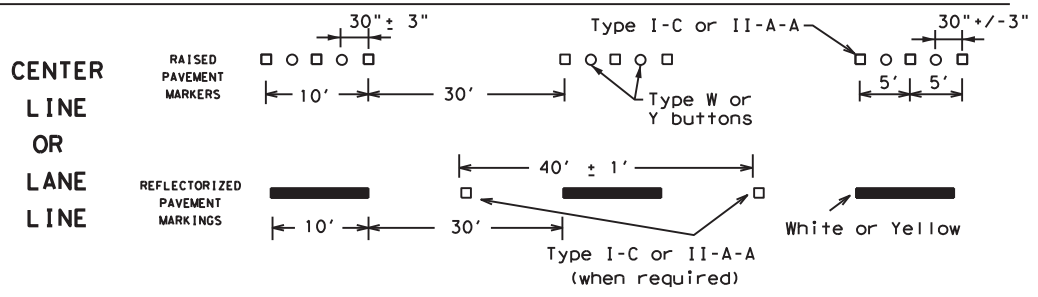 CENTER
LINE
OR
LANE
LINE
RAISED
PAVEMENT
MARKERS
30" ± 3"
10'
30'
Type I-C or II-A-A
30"+/-3"
5'
5'
Type W or
Y buttons
REFLECTORIZED
PAVEMENT
MARKINGS
40' ± 1'
10'
30'
Type I-C or II-A-A
(when required)
White or Yellow